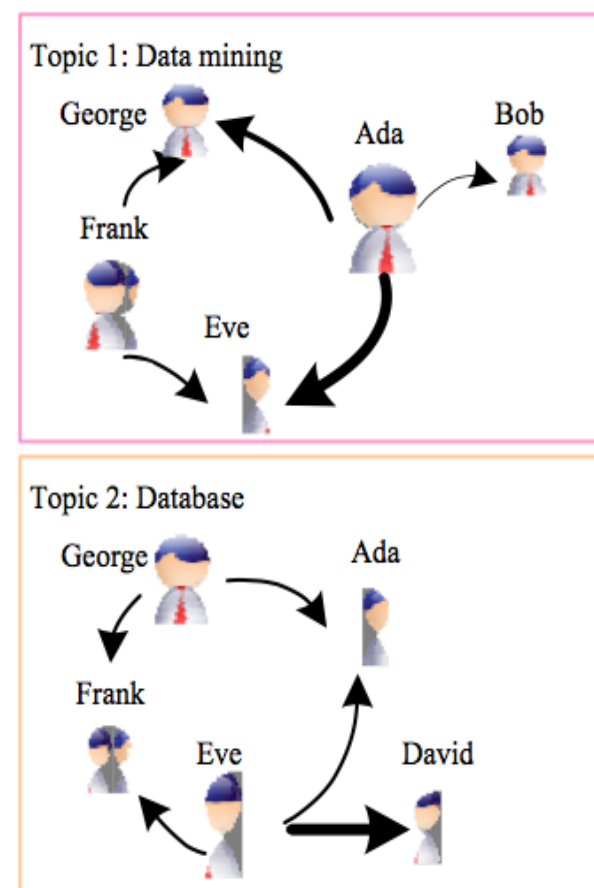 Topic 1: Data mining
George
Ada
Bob
Frank
Eve
Topic 2: Database
George
Ada
Frank
Eve
David